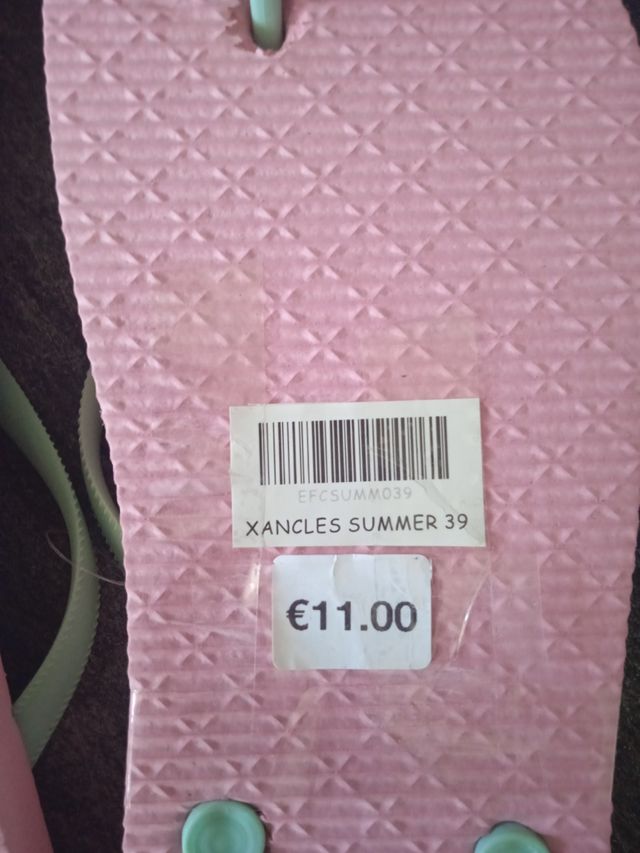 EFCSUMM039
XANCLES SUMMER 39
€11.00